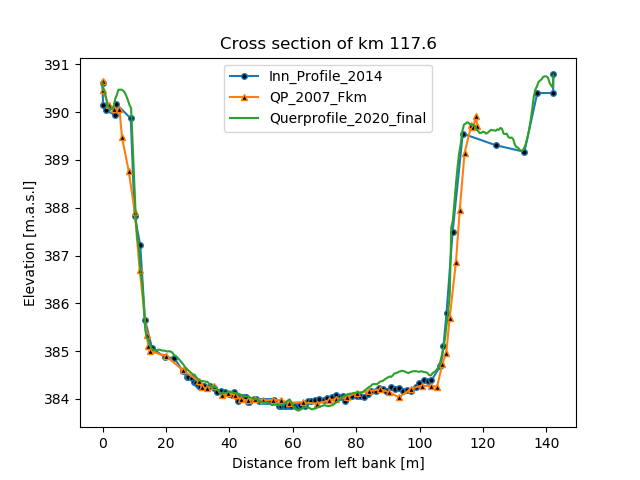 Cross section of km 117.6
Inn_Profile_2014
QP_2007_Fkm
Querprofile_2020_final
391
390
389
388
387
386
385
384
Elevation [m.a.s.l]
0 20 40 60 80 100 120 140
Distance from left bank [m]